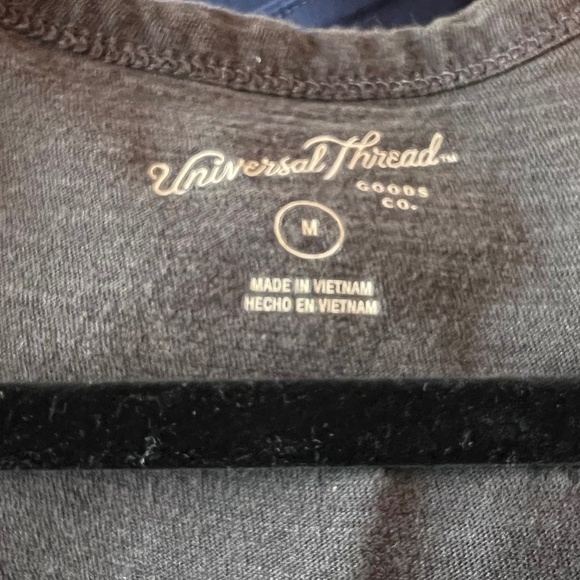 Universal Thread™
GOODS
CO.
M
MADE IN VIETNAM
HECHO EN VIETNAM